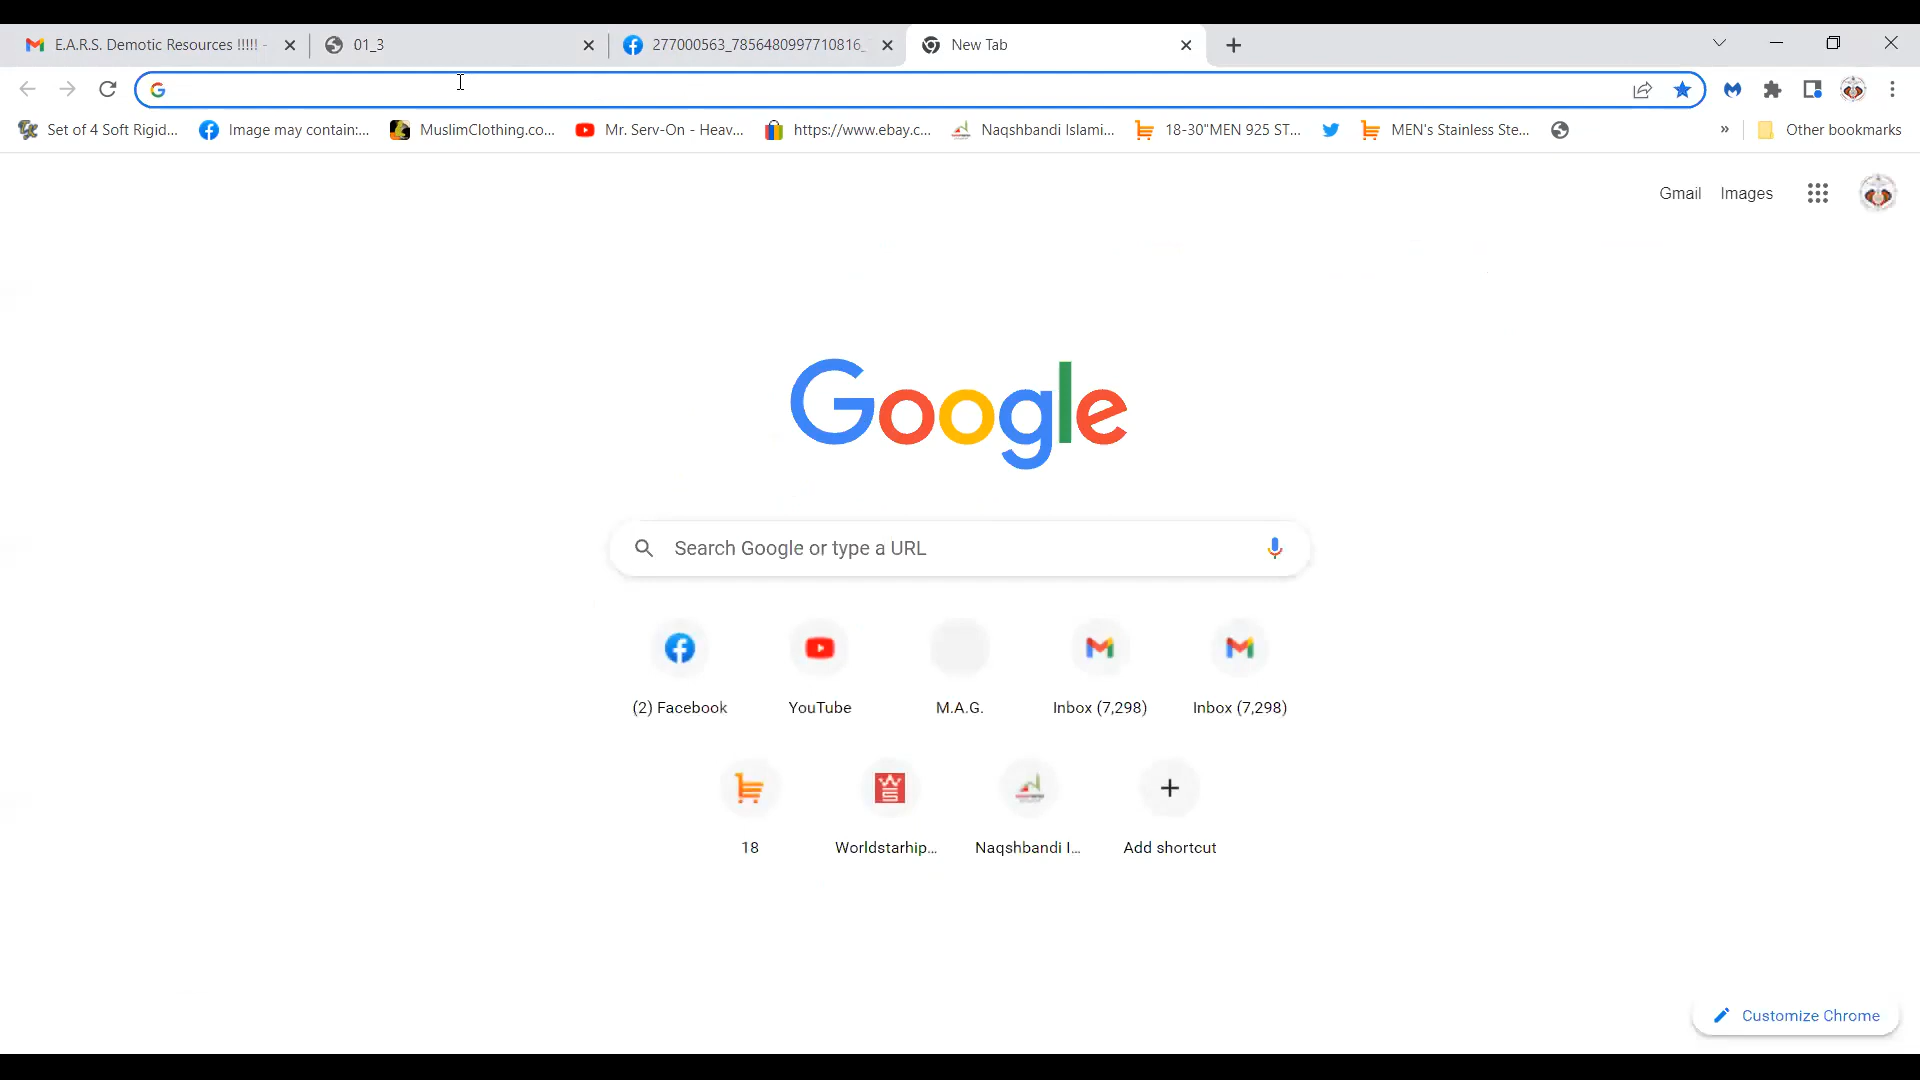 E.A.R.S. Demotic Resources !!!!! -
01_3
277000563_7856480997710816_
New Tab
Set of 4 Soft Rigid...
Image may contain:...
MuslimClothing.co...
Mr. Serv-On - Heav...
https://www.ebay.c...
Naqshbandi Islami...
18-30"MEN 925 ST...
MEN's Stainless Ste...
»
Other bookmarks
Gmail
Images
Google
Search Google or type a URL
(2) Facebook
YouTube
M.A.G.
Inbox (7,298)
Inbox (7,298)
18
Worldstarhip...
Naqshbandi I...
Add shortcut
Customize Chrome